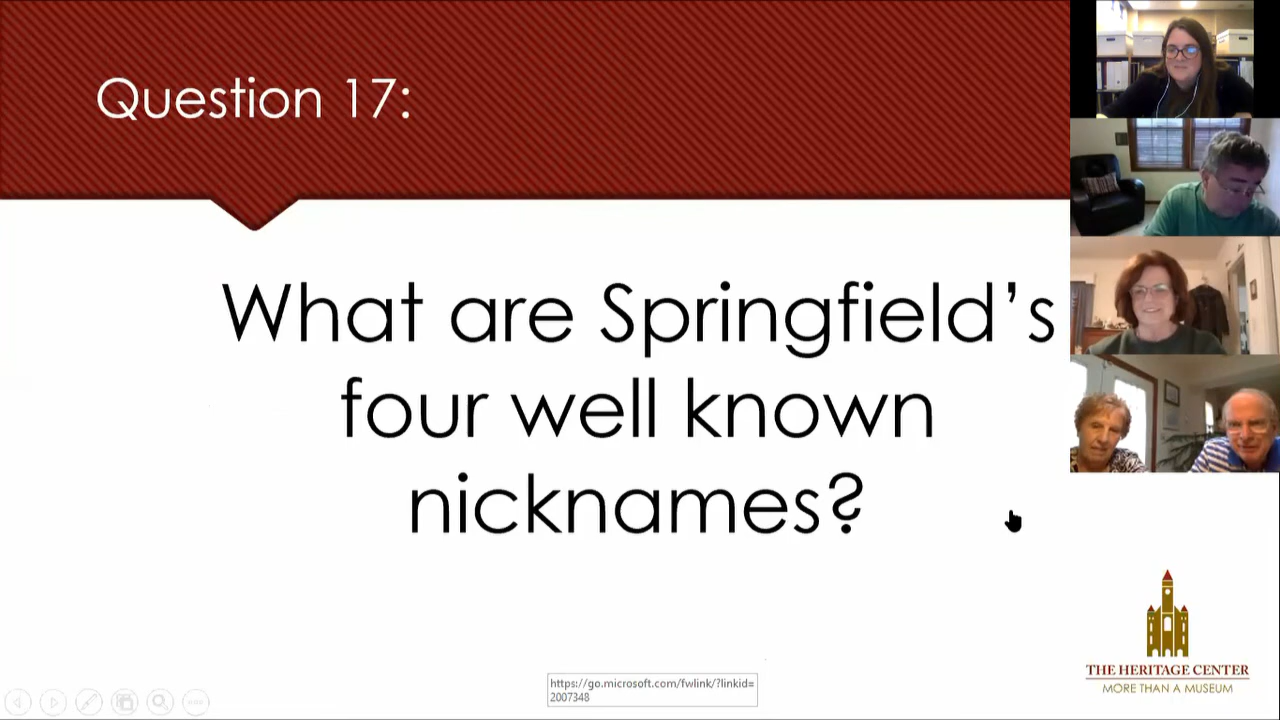 Question 17:
What are Springfield's
four well known
nicknames?
https://go.microsoft.com/fwlink/?linkid=
2007348
THE HERITAGE CENTER
MORE THAN A MUSEUM